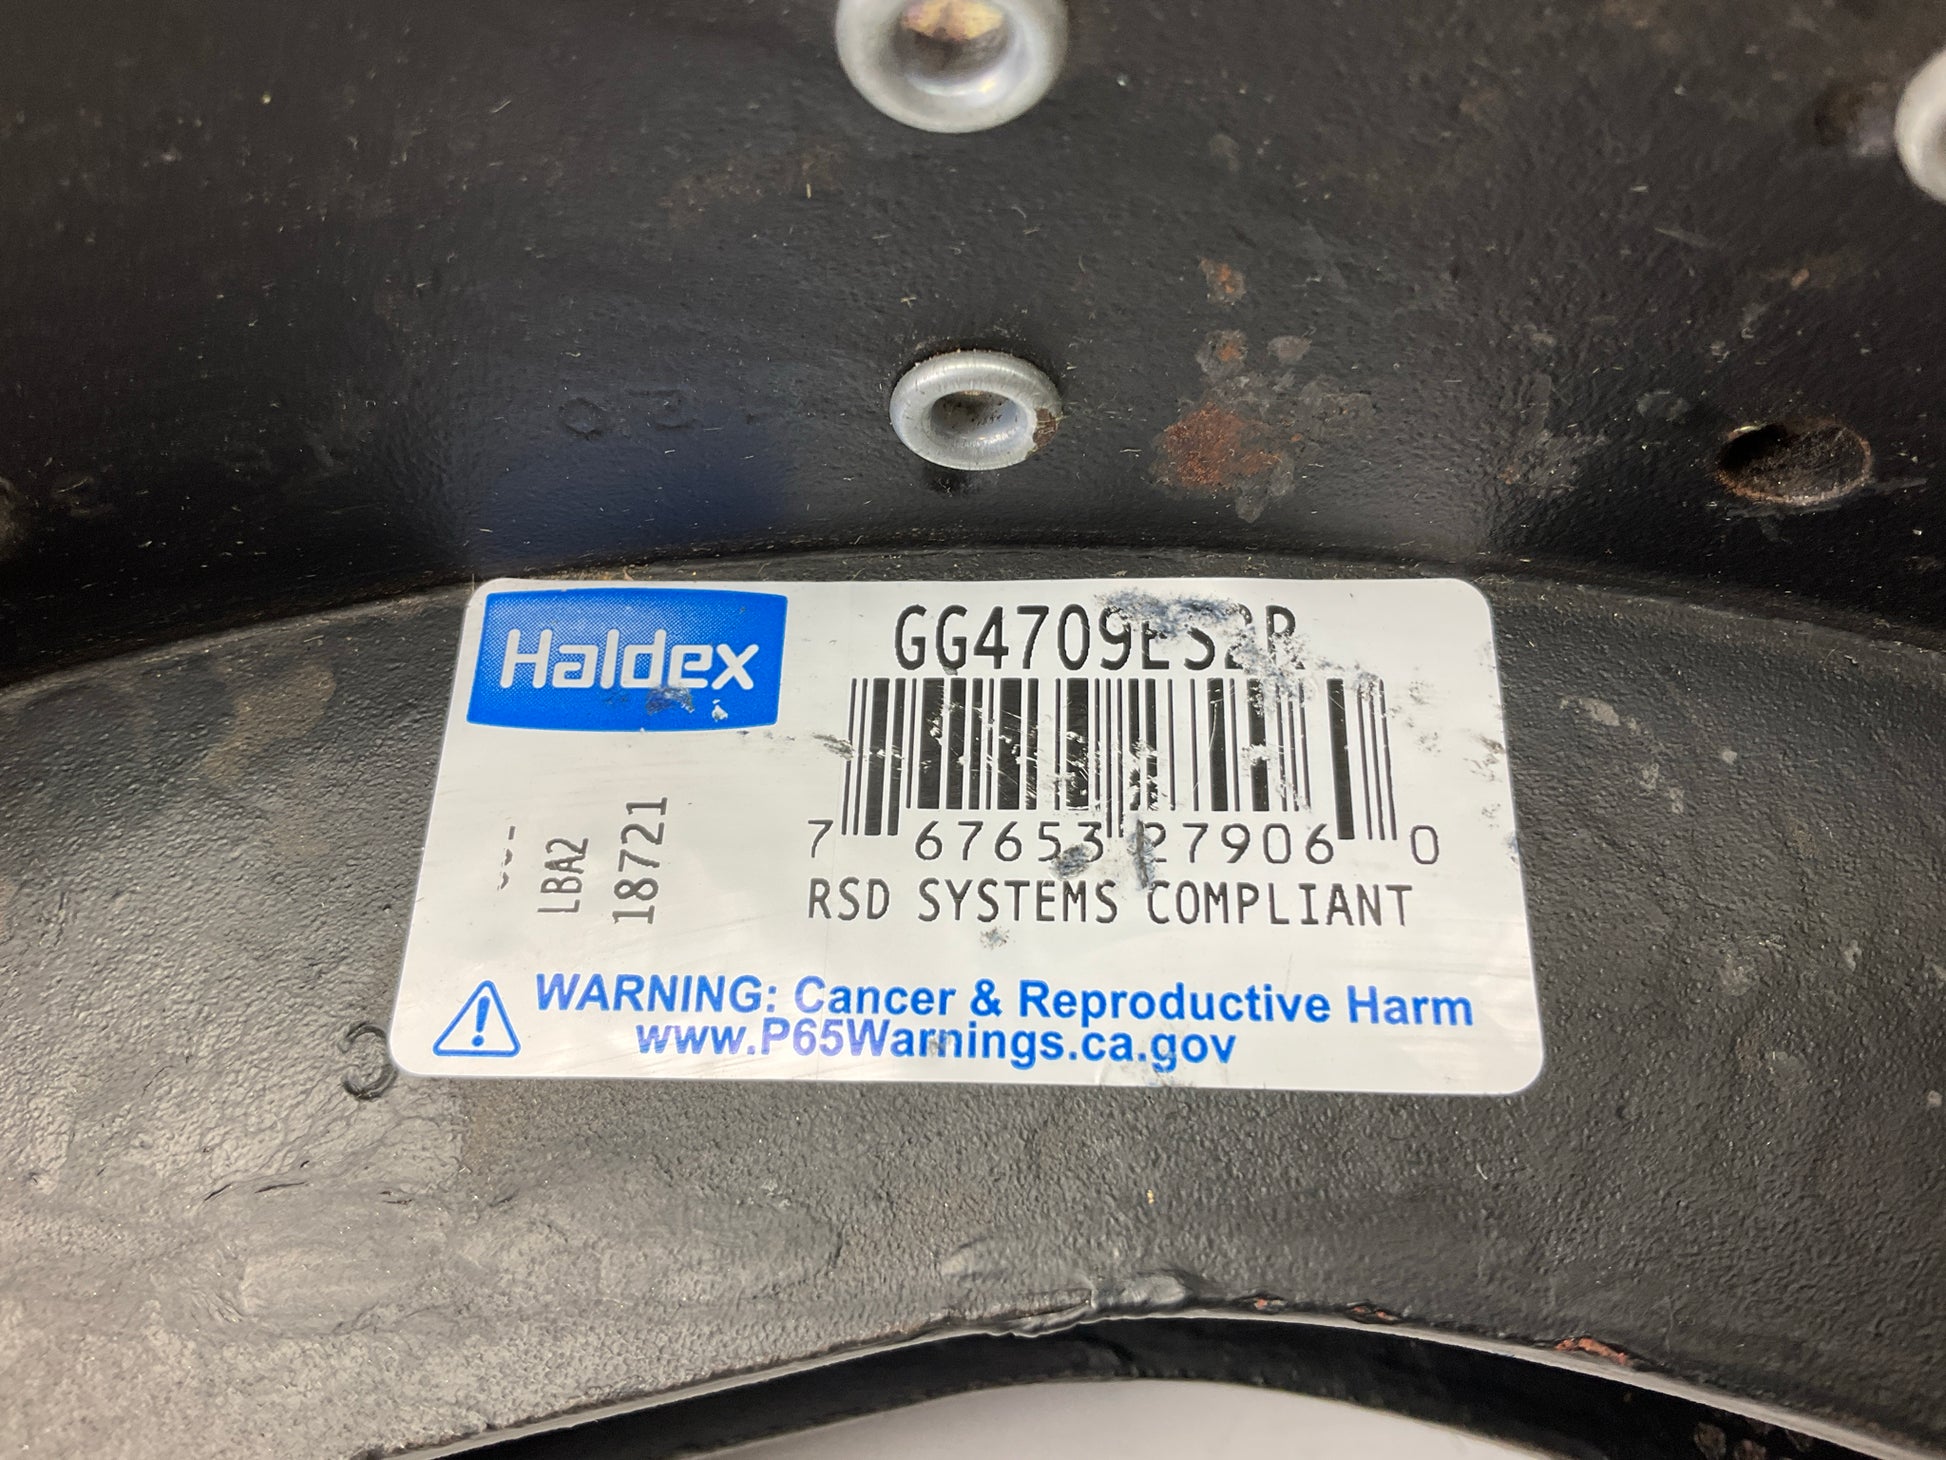 Haldex
GG4709ES2R
7 67653 27906 0
RSD SYSTEMS COMPLIANT
LBA2
18721
WARNING: Cancer & Reproductive Harm
www.P65Warnings.ca.gov